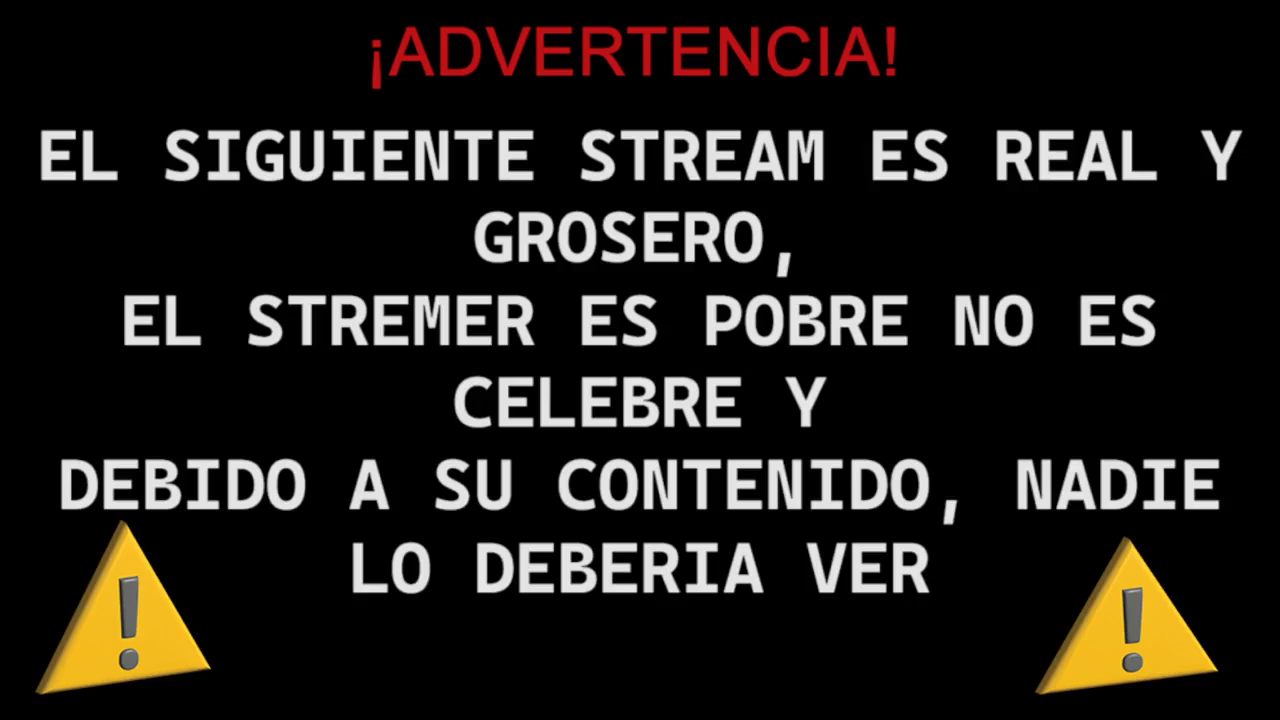 ¡ADVERTENCIA!
EL SIGUIENTE STREAM ES REAL Y
GROSERO,
EL STREMER ES POBRE NO ES
CELEBRE Y
DEBIDO A SU CONTENIDO, NADIE
LO DEBERIA VER